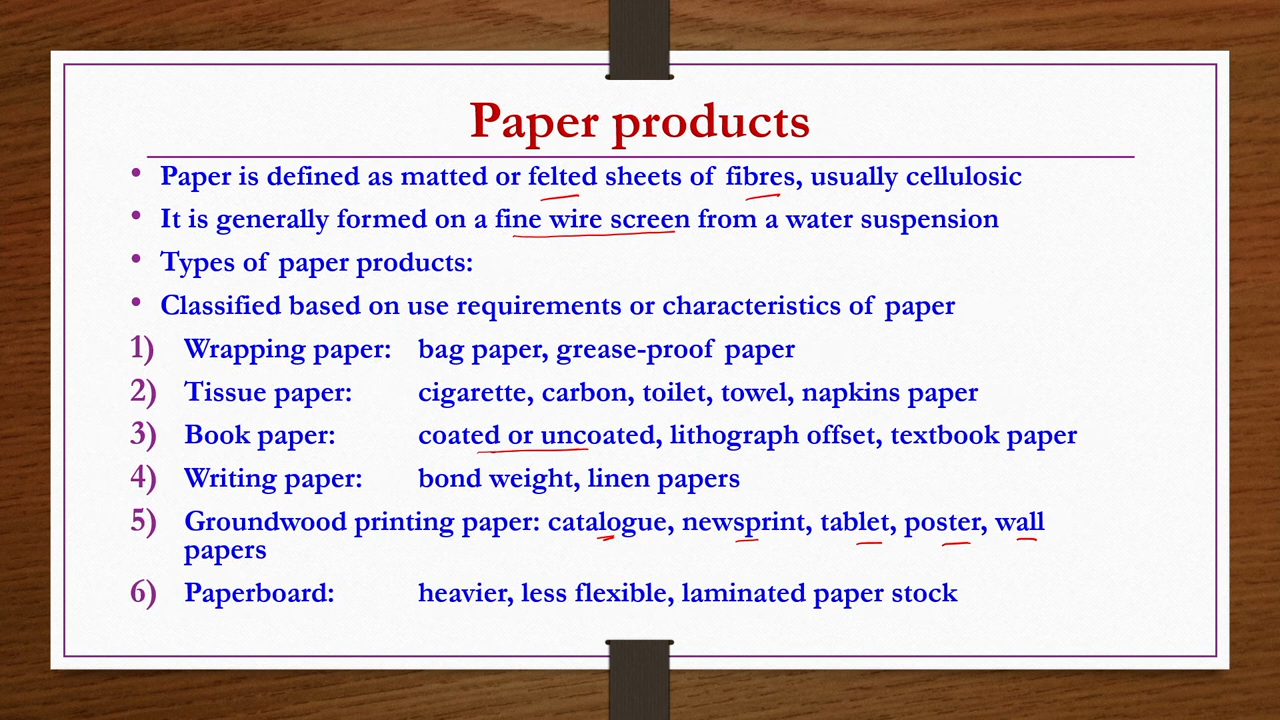 Paper products
• Paper is defined as matted or felted sheets of fibres, usually cellulosic
• It is generally formed on a fine wire screen from a water suspension
• Types of paper products:
• Classified based on use requirements or characteristics of paper
1) Wrapping paper: bag paper, grease-proof paper
2) Tissue paper: cigarette, carbon, toilet, towel, napkins paper
3) Book paper: coated or uncoated, lithograph offset, textbook paper
4) Writing paper: bond weight, linen papers
5) Groundwood printing paper: catalogue, newsprint, tablet, poster, wall
papers
6) Paperboard: heavier, less flexible, laminated paper stock